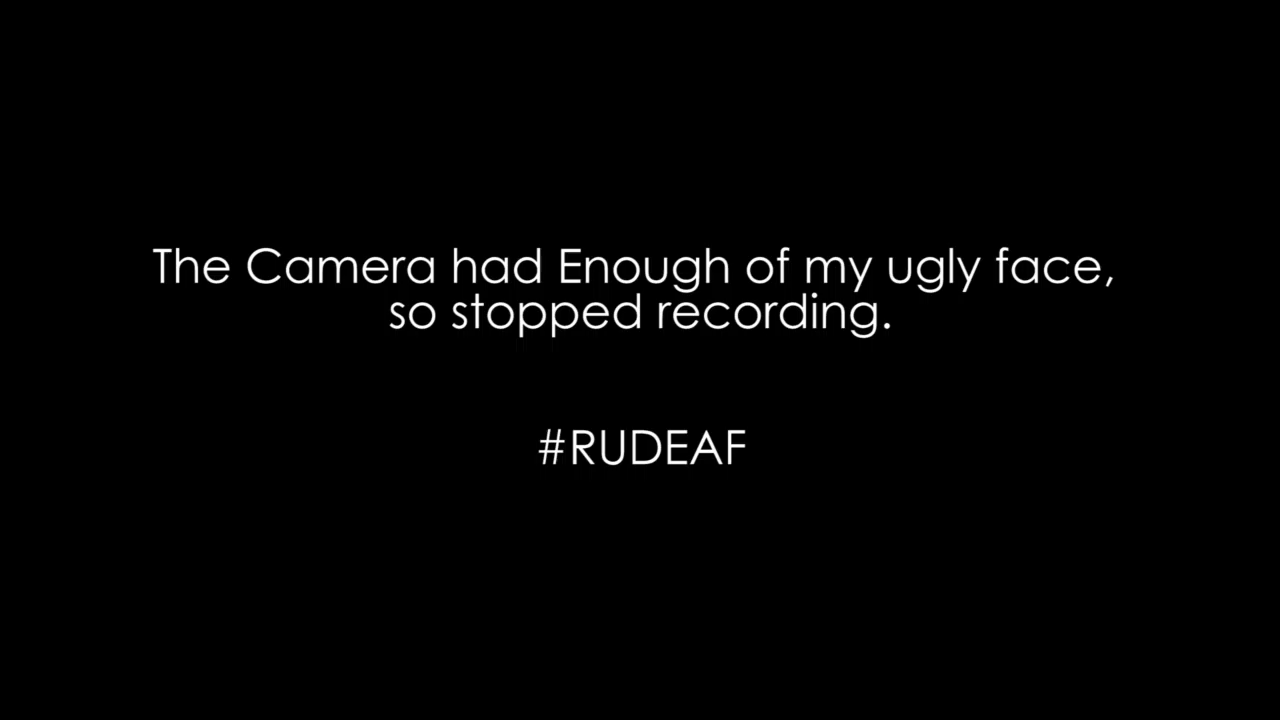 The Camera had Enough of my ugly face,
so stopped recording.
#RUDEAF